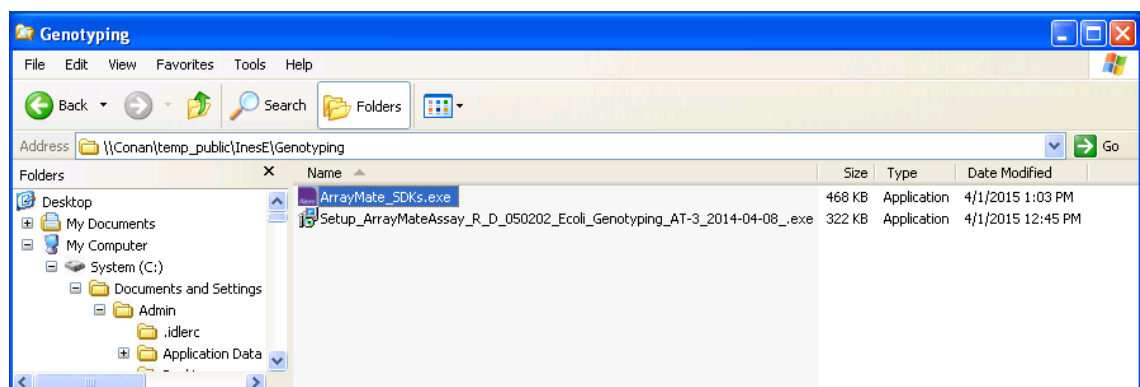 Genotyping
File Edit View Favorites Tools Help
Back Search Folders
Address \\Conan\temp_public\InesE\Genotyping Go
Folders X Name Size Type Date Modified
Desktop ArrayMate_SDKs.exe 468 KB Application 4/1/2015 1:03 PM
My Documents Setup_ArrayMateAssay_R_D_050202_Ecoli_Genotyping_AT-3_2014-04-08_.exe 322 KB Application 4/1/2015 12:45 PM
My Computer
System (C:)
Documents and Settings
Admin
.idlerc
Application Data